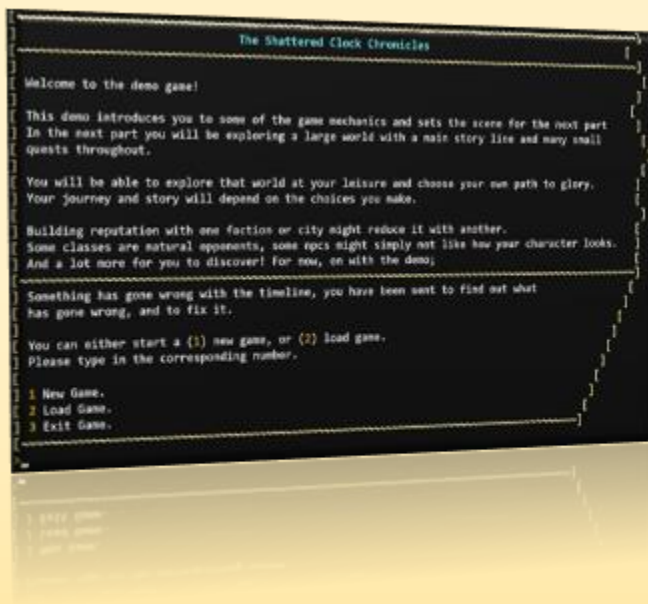 The Shattered Clock Chronicles
Welcome to the demo game!
This demo introduces you to some of the game mechanics and sets the scene for the next part
In the next part you will be exploring a large world with a main story line and many small
quests throughout.
You will be able to explore that world at your leisure and choose your own path to glory.
Your journey and story will depend on the choices you make.
Building reputation with one faction or city might reduce it with another.
Some classes are natural opponents, some npcs might simply not like how your character looks.
And a lot more for you to discover! For now, on with the demo;
Something has gone wrong with the timeline, you have been sent to find out what
has gone wrong, and to fix it.
You can either start a (1) new game, or (2) load game.
Please type in the corresponding number.
1 New Game.
2 Load Game.
3 Exit Game.